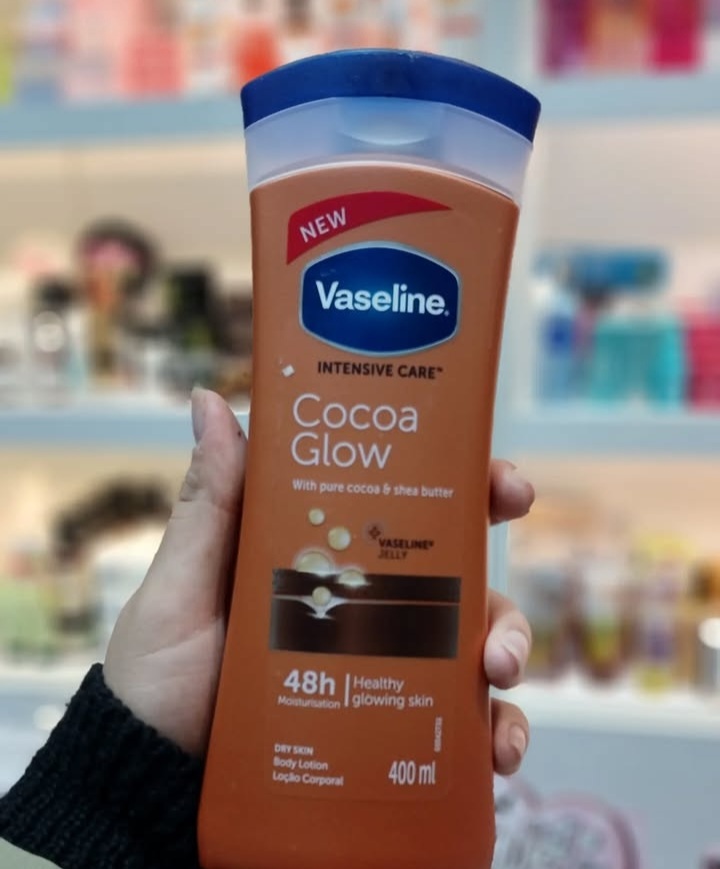 NEW
Vaseline®
INTENSIVE CARE™
Cocoa
Glow
With pure cocoa & shea butter
VASELINE®
JELLY
48h
Moisturisation
Healthy
glowing skin
DRY SKIN
Body Lotion
Loção Corporal
400 ml